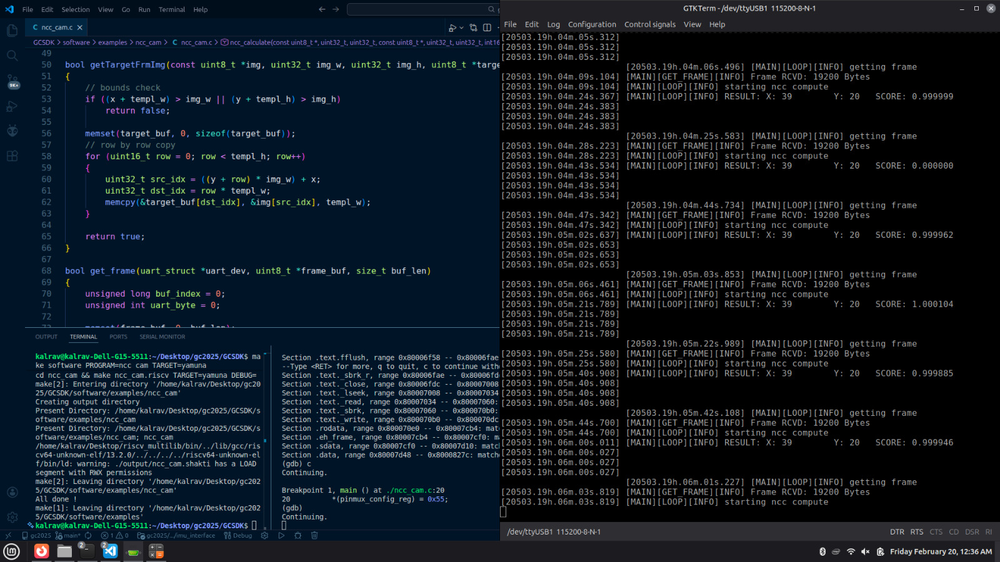 File Edit Selection View Go Run Terminal Help
ncc_cam.c
GCSDK > software > examples > ncc_cam > C ncc_cam.c > ncc_calculate(const uint8_t *, uint32_t, uint32_t, const uint8_t *, uint32_t, uint32_t, int16
49
50 bool getTargetFrmImg(const uint8_t *img, uint32_t img_w, uint32_t img_h, uint8_t *targe
51 {
52 // bounds check
53 if ((x + templ_w) > img_w || (y + templ_h) > img_h)
54 return false;
55
56 memset(target_buf, 0, sizeof(target_buf));
57 // row by row copy
58 for (uint16_t row = 0; row < templ_h; row++)
59 {
60 uint32_t src_idx = ((y + row) * img_w) + x;
61 uint32_t dst_idx = row * templ_w;
62 memcpy(&target_buf[dst_idx], &img[src_idx], templ_w);
63 }
64
65 return true;
66 }
67
68 bool get_frame(uart_struct *uart_dev, uint8_t *frame_buf, size_t buf_len)
69 {
70 unsigned long buf_index = 0;
71 unsigned int uart_byte = 0;
72
73 memset(frame_buf, 0, buf_len);
OUTPUT TERMINAL PORTS SERIAL MONITOR
kalrav@kalrav-Dell-G15-5511:~/Desktop/gc2025/GCSDK$ ma
ke software PROGRAM=ncc_cam TARGET=yamuna
cd ncc_cam && make ncc_cam.riscv TARGET=yamuna DEBUG=
make[2]: Entering directory '/home/kalrav/Desktop/gc20
25/GCSDK/software/examples/ncc_cam'
Creating output directory
Present Directory: /home/kalrav/Desktop/gc2025/GCSDK/s
oftware/examples/ncc_cam
Present Directory: /home/kalrav/Desktop/gc2025/GCSDK/s
oftware/examples/ncc_cam; ncc_cam
/home/kalrav/Desktop/riscv_multilib/bin/../lib/gcc/ris
cv64-unknown-elf/13.2.0/../../../../riscv64-unknown-el
f/bin/ld: warning: ./output/ncc_cam.shakti has a LOAD
segment with RWX permissions
make[2]: Leaving directory '/home/kalrav/Desktop/gc202
5/GCSDK/software/examples/ncc_cam'
All done !
make[1]: Leaving directory '/home/kalrav/Desktop/gc202
5/GCSDK/software/examples'
kalrav@kalrav-Dell-G15-5511:~/Desktop/gc2025/GCSDK$
Section .text.fflush, range 0x80006f58 -- 0x80006fae
--Type <RET> for more, q to quit, c to continue witho
Section .text._sbrk_r, range 0x80006fae -- 0x80006fd
Section .text._close, range 0x80006fdc -- 0x80007008
Section .text._lseek, range 0x80007008 -- 0x80007034
Section .text._read, range 0x80007034 -- 0x80007060:
Section .text._sbrk, range 0x80007060 -- 0x800070b0:
Section .text._write, range 0x800070b0 -- 0x800070dc
Section .rodata, range 0x800070e0 -- 0x80007cb4: mat
Section .eh_frame, range 0x80007cb4 -- 0x80007cf0: m
Section .sdata, range 0x80007cf0 -- 0x80007d10: match
Section .data, range 0x80007d48 -- 0x8000827c: matche
(gdb) c
Continuing.
Breakpoint 1, main () at ./ncc_cam.c:20
20 *(pinmux_config_reg) = 0x55;
(gdb)
Continuing.
9K+
gc2025 main* 1 0 gc2025/.../imu_interface Debug
GTKTerm - /dev/ttyUSB1 115200-8-N-1
File Edit Log Configuration Control signals View Help
[20503.19h.04m.05s.312]
[20503.19h.04m.05s.312]
[20503.19h.04m.05s.312]
[20503.19h.04m.06s.496] [MAIN][LOOP][INFO] getting frame
[20503.19h.04m.09s.104] [MAIN][GET_FRAME][INFO] Frame RCVD: 19200 Bytes
[20503.19h.04m.09s.104] [MAIN][LOOP][INFO] starting ncc compute
[20503.19h.04m.24s.367] [MAIN][LOOP][INFO] RESULT: X: 39 Y: 20 SCORE: 0.999999
[20503.19h.04m.24s.383]
[20503.19h.04m.24s.383]
[20503.19h.04m.24s.383]
[20503.19h.04m.25s.583] [MAIN][LOOP][INFO] getting frame
[20503.19h.04m.28s.223] [MAIN][GET_FRAME][INFO] Frame RCVD: 19200 Bytes
[20503.19h.04m.28s.223] [MAIN][LOOP][INFO] starting ncc compute
[20503.19h.04m.43s.534] [MAIN][LOOP][INFO] RESULT: X: 39 Y: 20 SCORE: 0.000000
[20503.19h.04m.43s.534]
[20503.19h.04m.43s.534]
[20503.19h.04m.43s.534]
[20503.19h.04m.44s.734] [MAIN][LOOP][INFO] getting frame
[20503.19h.04m.47s.342] [MAIN][GET_FRAME][INFO] Frame RCVD: 19200 Bytes
[20503.19h.04m.47s.342] [MAIN][LOOP][INFO] starting ncc compute
[20503.19h.05m.02s.637] [MAIN][LOOP][INFO] RESULT: X: 39 Y: 20 SCORE: 0.999962
[20503.19h.05m.02s.653]
[20503.19h.05m.02s.653]
[20503.19h.05m.02s.653]
[20503.19h.05m.03s.853] [MAIN][LOOP][INFO] getting frame
[20503.19h.05m.06s.461] [MAIN][GET_FRAME][INFO] Frame RCVD: 19200 Bytes
[20503.19h.05m.06s.461] [MAIN][LOOP][INFO] starting ncc compute
[20503.19h.05m.21s.789] [MAIN][LOOP][INFO] RESULT: X: 39 Y: 20 SCORE: 1.000104
[20503.19h.05m.21s.789]
[20503.19h.05m.21s.789]
[20503.19h.05m.21s.789]
[20503.19h.05m.22s.989] [MAIN][LOOP][INFO] getting frame
[20503.19h.05m.25s.580] [MAIN][GET_FRAME][INFO] Frame RCVD: 19200 Bytes
[20503.19h.05m.25s.580] [MAIN][LOOP][INFO] starting ncc compute
[20503.19h.05m.40s.908] [MAIN][LOOP][INFO] RESULT: X: 39 Y: 20 SCORE: 0.999885
[20503.19h.05m.40s.908]
[20503.19h.05m.40s.908]
[20503.19h.05m.40s.908]
[20503.19h.05m.42s.108] [MAIN][LOOP][INFO] getting frame
[20503.19h.05m.44s.700] [MAIN][GET_FRAME][INFO] Frame RCVD: 19200 Bytes
[20503.19h.05m.44s.700] [MAIN][LOOP][INFO] starting ncc compute
[20503.19h.06m.00s.011] [MAIN][LOOP][INFO] RESULT: X: 39 Y: 20 SCORE: 0.999946
[20503.19h.06m.00s.027]
[20503.19h.06m.00s.027]
[20503.19h.06m.00s.027]
[20503.19h.06m.01s.227] [MAIN][LOOP][INFO] getting frame
[20503.19h.06m.03s.819] [MAIN][GET_FRAME][INFO] Frame RCVD: 19200 Bytes
[20503.19h.06m.03s.819] [MAIN][LOOP][INFO] starting ncc compute
/dev/ttyUSB1 115200-8-N-1 DTR RTS CTS CD DSR RI
2 2 Friday February 20, 12:36 AM